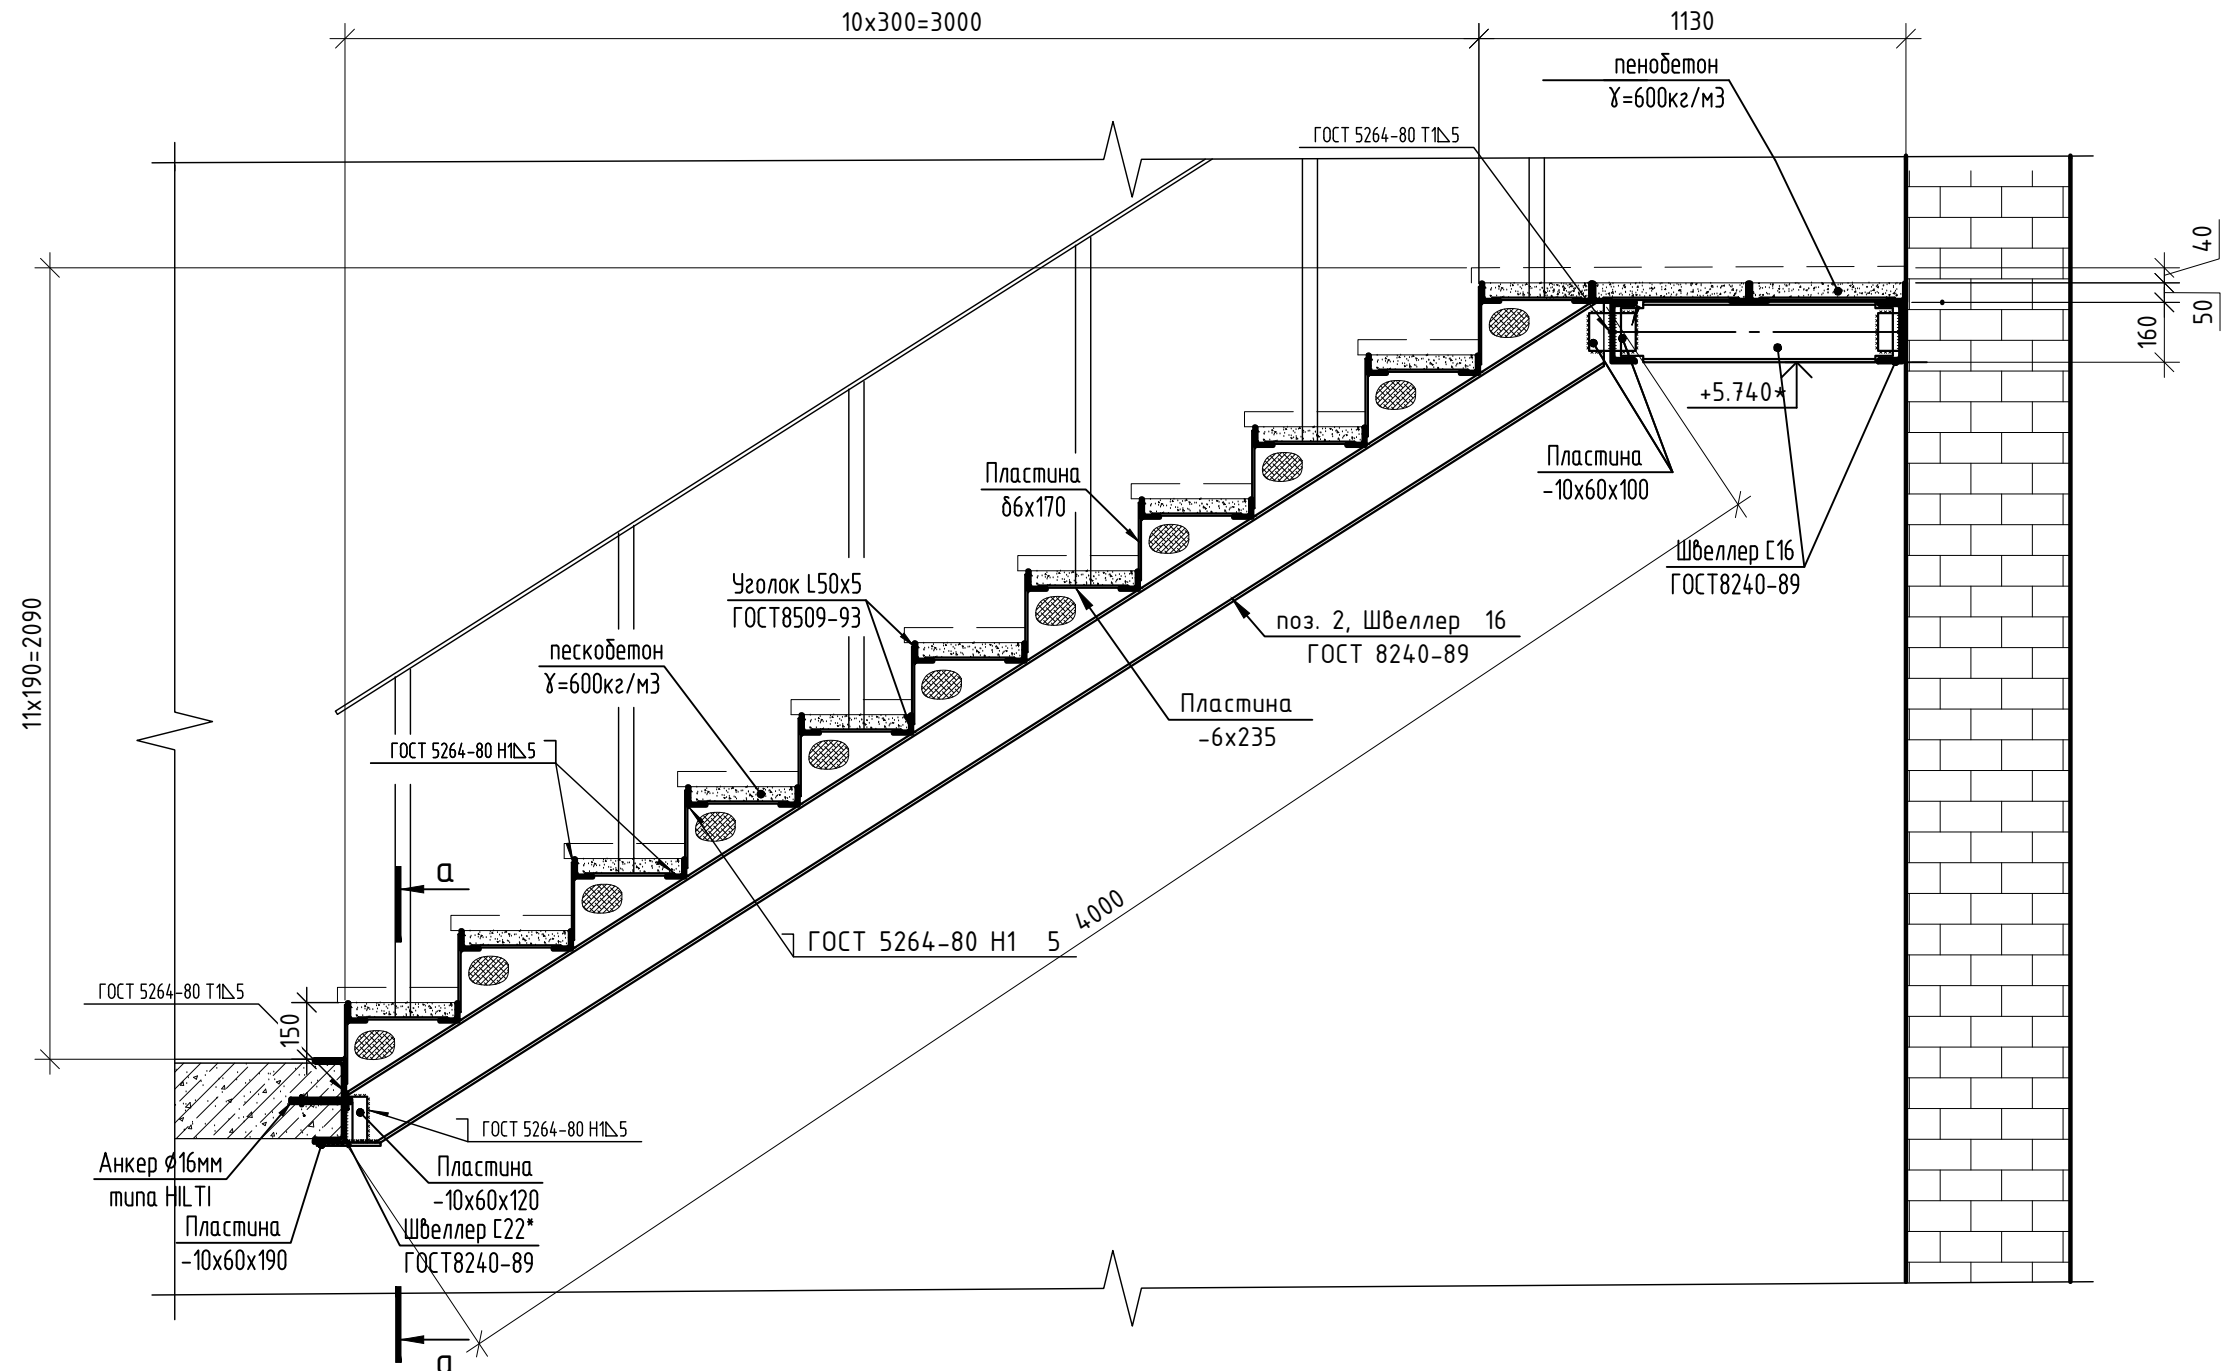 10х300=3000
1130
пенобетон
ɣ=600кг/м3
ГОСТ 5264-80 Т1⊿5
40
50
160
+5.740*
Пластина
-10х60х100
Пластина
δ6х170
Швеллер С16
ГОСТ8240-89
Уголок L50х5
ГОСТ8509-93
поз. 2, Швеллер 16
ГОСТ 8240-89
11х190=2090
пескобетон
ɣ=600кг/м3
Пластина
-6х235
ГОСТ 5264-80 Н1⊿5
а
4000
ГОСТ 5264-80 Н1 5
ГОСТ 5264-80 Т1⊿5
150
ГОСТ 5264-80 Н1⊿5
Анкер ϕ16мм
типа HILTI
Пластина
-10х60х120
Пластина
-10х60х190
Швеллер С22*
ГОСТ8240-89
а